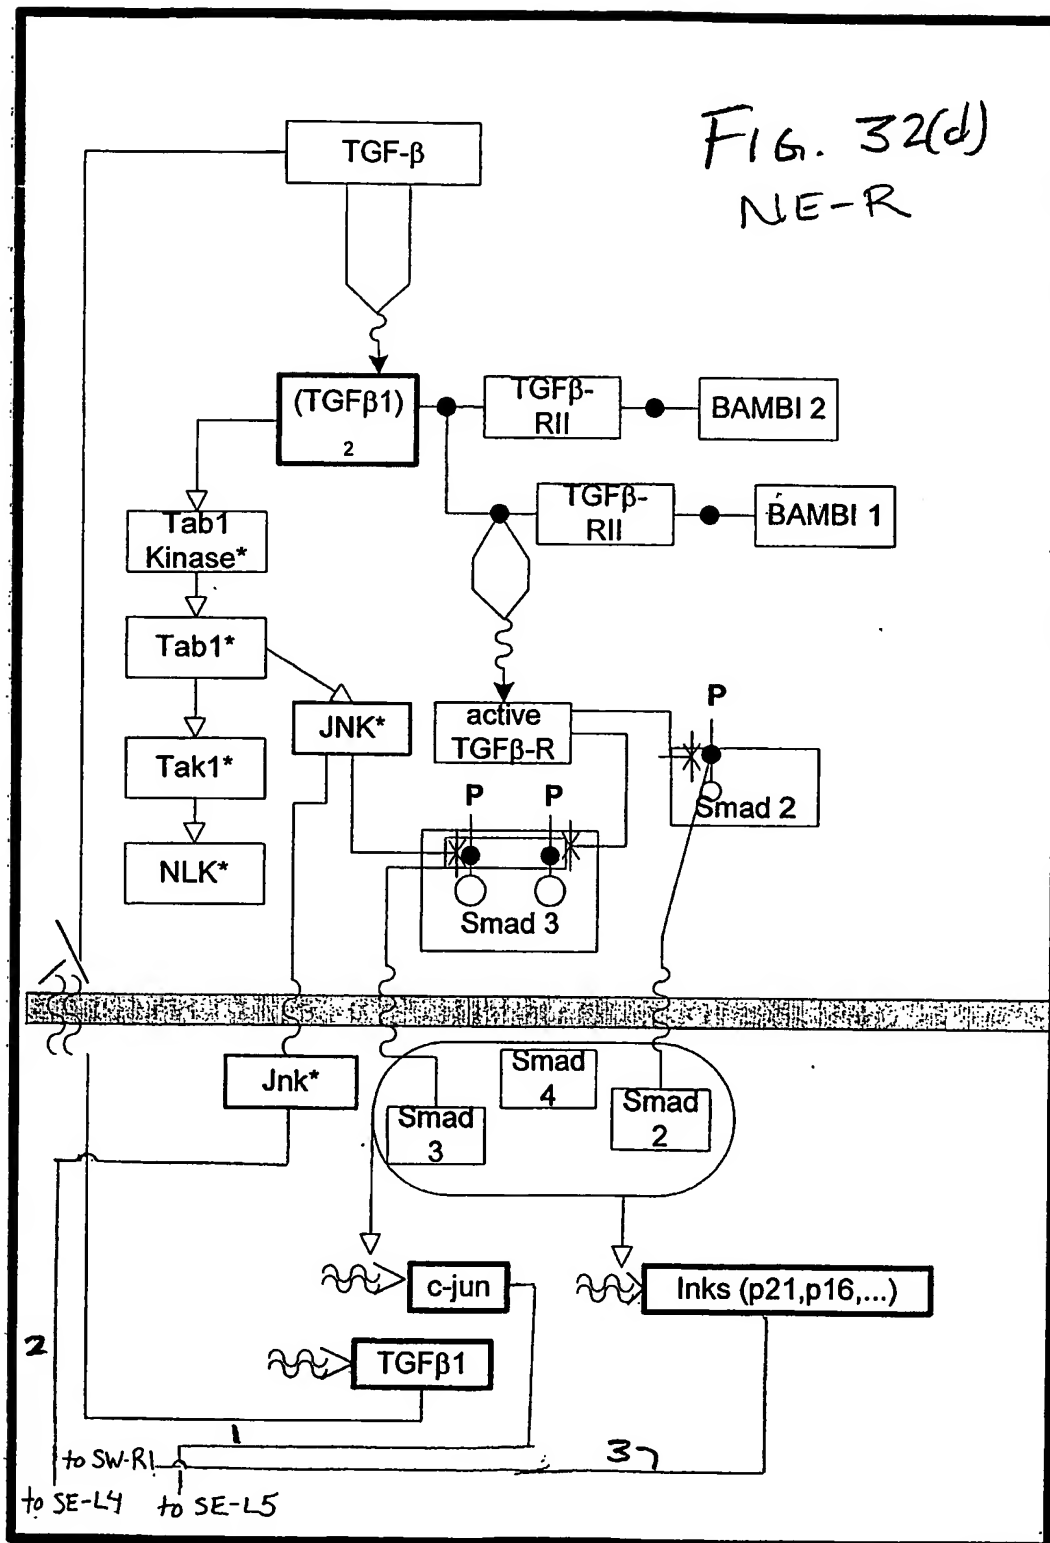 FIG. 32(d)
NE-R
TGF-β
(TGFβ1)
2
TGFβ-
RII
BAMBI 2
TGFβ-
RII
BAMBI 1
Tab1
Kinase*
Tab1*
JNK*
active
TGFβ-R
P
Smad 2
Tak1*
P P
NLK*
Smad 3
Jnk*
Smad
4
Smad
3
Smad
2
c-jun
Inks (p21,p16,...)
2
TGFβ1
1
3
to SW-R1
to SE-L4
to SE-L5